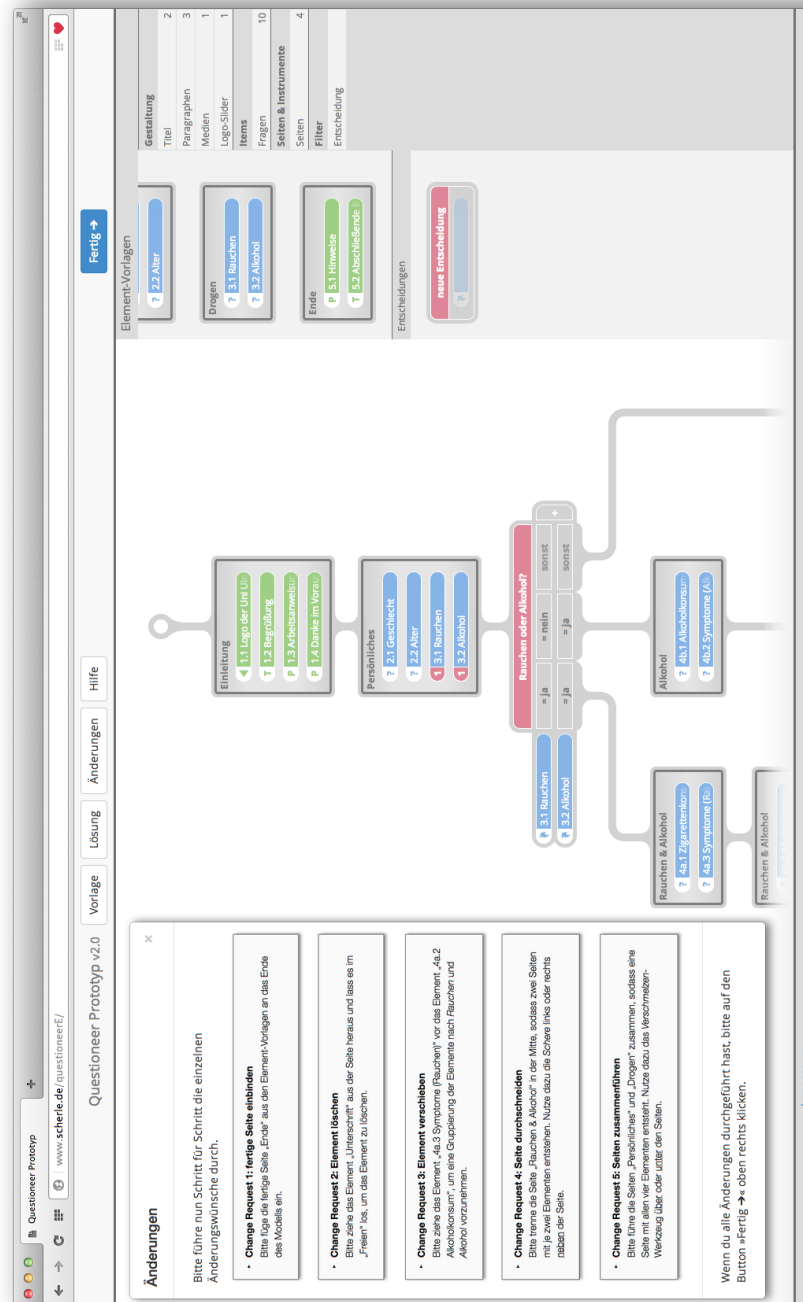 Questioneer Prototyp
www.scherle.de/questioneerE/
Questioneer Prototyp v2.0
Vorlage
Lösung
Änderungen
Hilfe
Fertig ➔
Änderungen
×
Bitte führe nun Schritt für Schritt die einzelnen
Änderungswünsche durch.
Change Request 1: fertige Seite einbinden
Bitte füge die fertige Seite „Ende" aus den Element-Vorlagen an das Ende
des Modells ein.
Change Request 2: Element löschen
Bitte ziehe das Element „Unterschrift" aus der Seite heraus und lass es im
„Freien" los, um das Element zu löschen.
Change Request 3: Element verschieben
Bitte ziehe das Element „4a.3 Symptome (Rauchen)" vor das Element „4a.2
Alkoholkonsum", um eine Gruppierung der Elemente nach Rauchen und
Alkohol vorzunehmen.
Change Request 4: Seite durchschneiden
Bitte trenne die Seite „Rauchen & Alkohol" in der Mitte, sodass zwei Seiten
mit je zwei Elementen entstehen. Nutze dazu die Schere links oder rechts
neben der Seite.
Change Request 5: Seiten zusammenführen
Bitte führe die Seiten „Persönliches" und „Drogen" zusammen, sodass eine
Seite mit allen vier Elementen entsteht. Nutze dazu das Verschmelzen-
Werkzeug über oder unter den Seiten.
Wenn du alle Änderungen durchgeführt hast, bitte auf den
Button »Fertig ➔« oben rechts klicken.
Einleitung
1.1 Logo der Uni Ul
T 1.2 Begrüßung
P 1.3 Arbeitsanweisun
P 1.4 Danke im Voraus
Persönliches
? 2.1 Geschlecht
? 2.2 Alter
1 3.1 Rauchen
1 3.2 Alkohol
Rauchen oder Alkohol?
3.1 Rauchen = ja = nein sonst +
3.2 Alkohol = ja = ja sonst
Rauchen & Alkohol
? 4a.1 Zigarettenkons
? 4a.3 Symptome (Ra
Rauchen & Alkohol
Alkohol
? 4b.1 Alkoholkonsum
? 4b.2 Symptome (Alk
Element-Vorlagen
? 2.2 Alter
Drogen
? 3.1 Rauchen
? 3.2 Alkohol
Ende
P 5.1 Hinweise
T 5.2 Abschließende
Entscheidungen
neue Entscheidung
Gestaltung
Titel 2
Paragraphen 3
Medien 1
Logo-Slider 1
Items
Fragen 10
Seiten & Instrumente
Seiten 4
Filter
Entscheidung